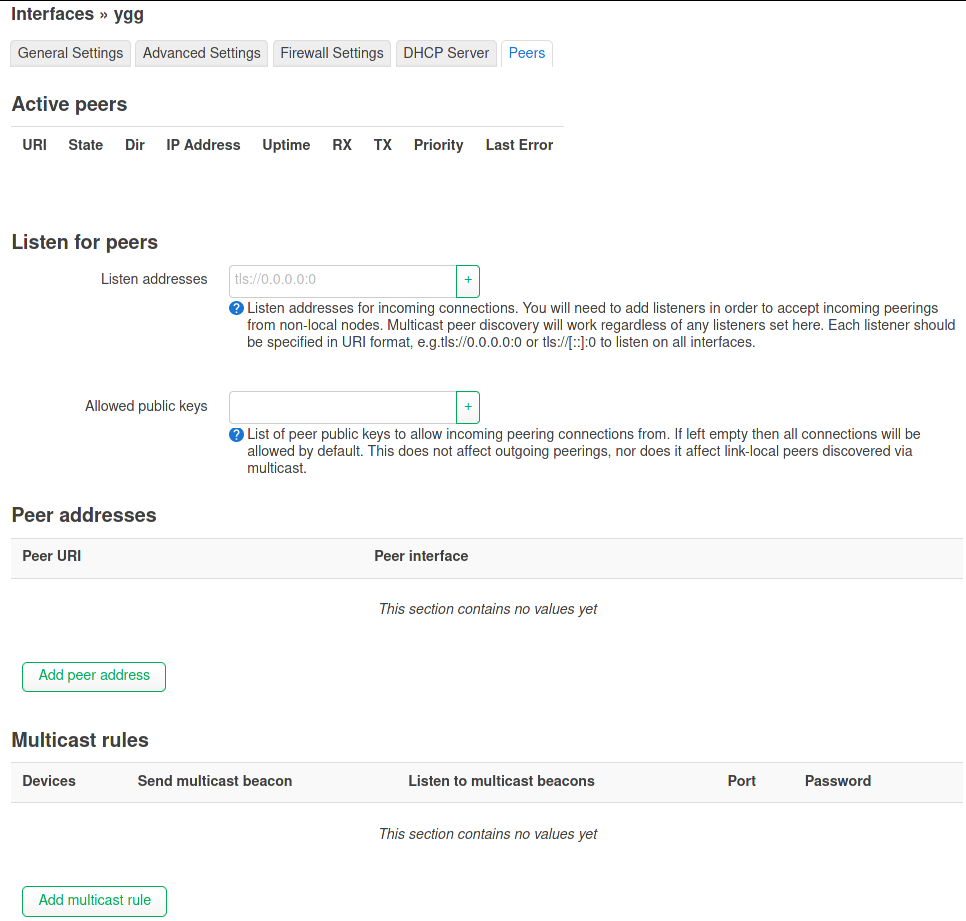 Interfaces » ygg
General Settings Advanced Settings Firewall Settings DHCP Server Peers
Active peers
URI State Dir IP Address Uptime RX TX Priority Last Error
Listen for peers
Listen addresses tls://0.0.0.0:0 +
? Listen addresses for incoming connections. You will need to add listeners in order to accept incoming peerings
from non-local nodes. Multicast peer discovery will work regardless of any listeners set here. Each listener should
be specified in URI format, e.g.tls://0.0.0.0:0 or tls://[::]:0 to listen on all interfaces.
Allowed public keys +
? List of peer public keys to allow incoming peering connections from. If left empty then all connections will be
allowed by default. This does not affect outgoing peerings, nor does it affect link-local peers discovered via
multicast.
Peer addresses
Peer URI Peer interface
This section contains no values yet
Add peer address
Multicast rules
Devices Send multicast beacon Listen to multicast beacons Port Password
This section contains no values yet
Add multicast rule